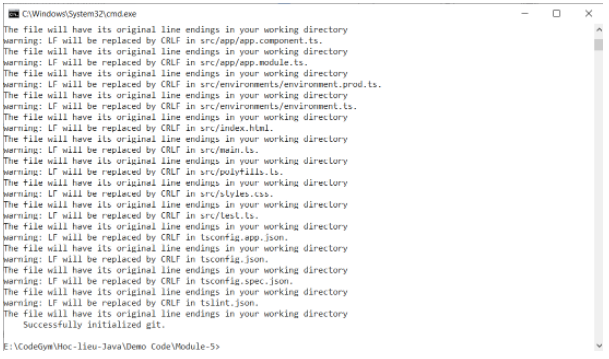 C:\Windows\System32\cmd.exe
The file will have its original line endings in your working directory
warning: LF will be replaced by CRLF in src/app/app.component.ts.
The file will have its original line endings in your working directory
warning: LF will be replaced by CRLF in src/app/app.module.ts.
The file will have its original line endings in your working directory
warning: LF will be replaced by CRLF in src/environments/environment.prod.ts.
The file will have its original line endings in your working directory
warning: LF will be replaced by CRLF in src/environments/environment.ts.
The file will have its original line endings in your working directory
warning: LF will be replaced by CRLF in src/index.html.
The file will have its original line endings in your working directory
warning: LF will be replaced by CRLF in src/main.ts.
The file will have its original line endings in your working directory
warning: LF will be replaced by CRLF in src/polyfills.ts.
The file will have its original line endings in your working directory
warning: LF will be replaced by CRLF in src/styles.css.
The file will have its original line endings in your working directory
warning: LF will be replaced by CRLF in src/test.ts.
The file will have its original line endings in your working directory
warning: LF will be replaced by CRLF in tsconfig.app.json.
The file will have its original line endings in your working directory
warning: LF will be replaced by CRLF in tsconfig.json.
The file will have its original line endings in your working directory
warning: LF will be replaced by CRLF in tsconfig.spec.json.
The file will have its original line endings in your working directory
warning: LF will be replaced by CRLF in tslint.json.
The file will have its original line endings in your working directory
Successfully initialized git.
E:\CodeGym\Hoc-lieu-Java\Demo Code\Module-5>